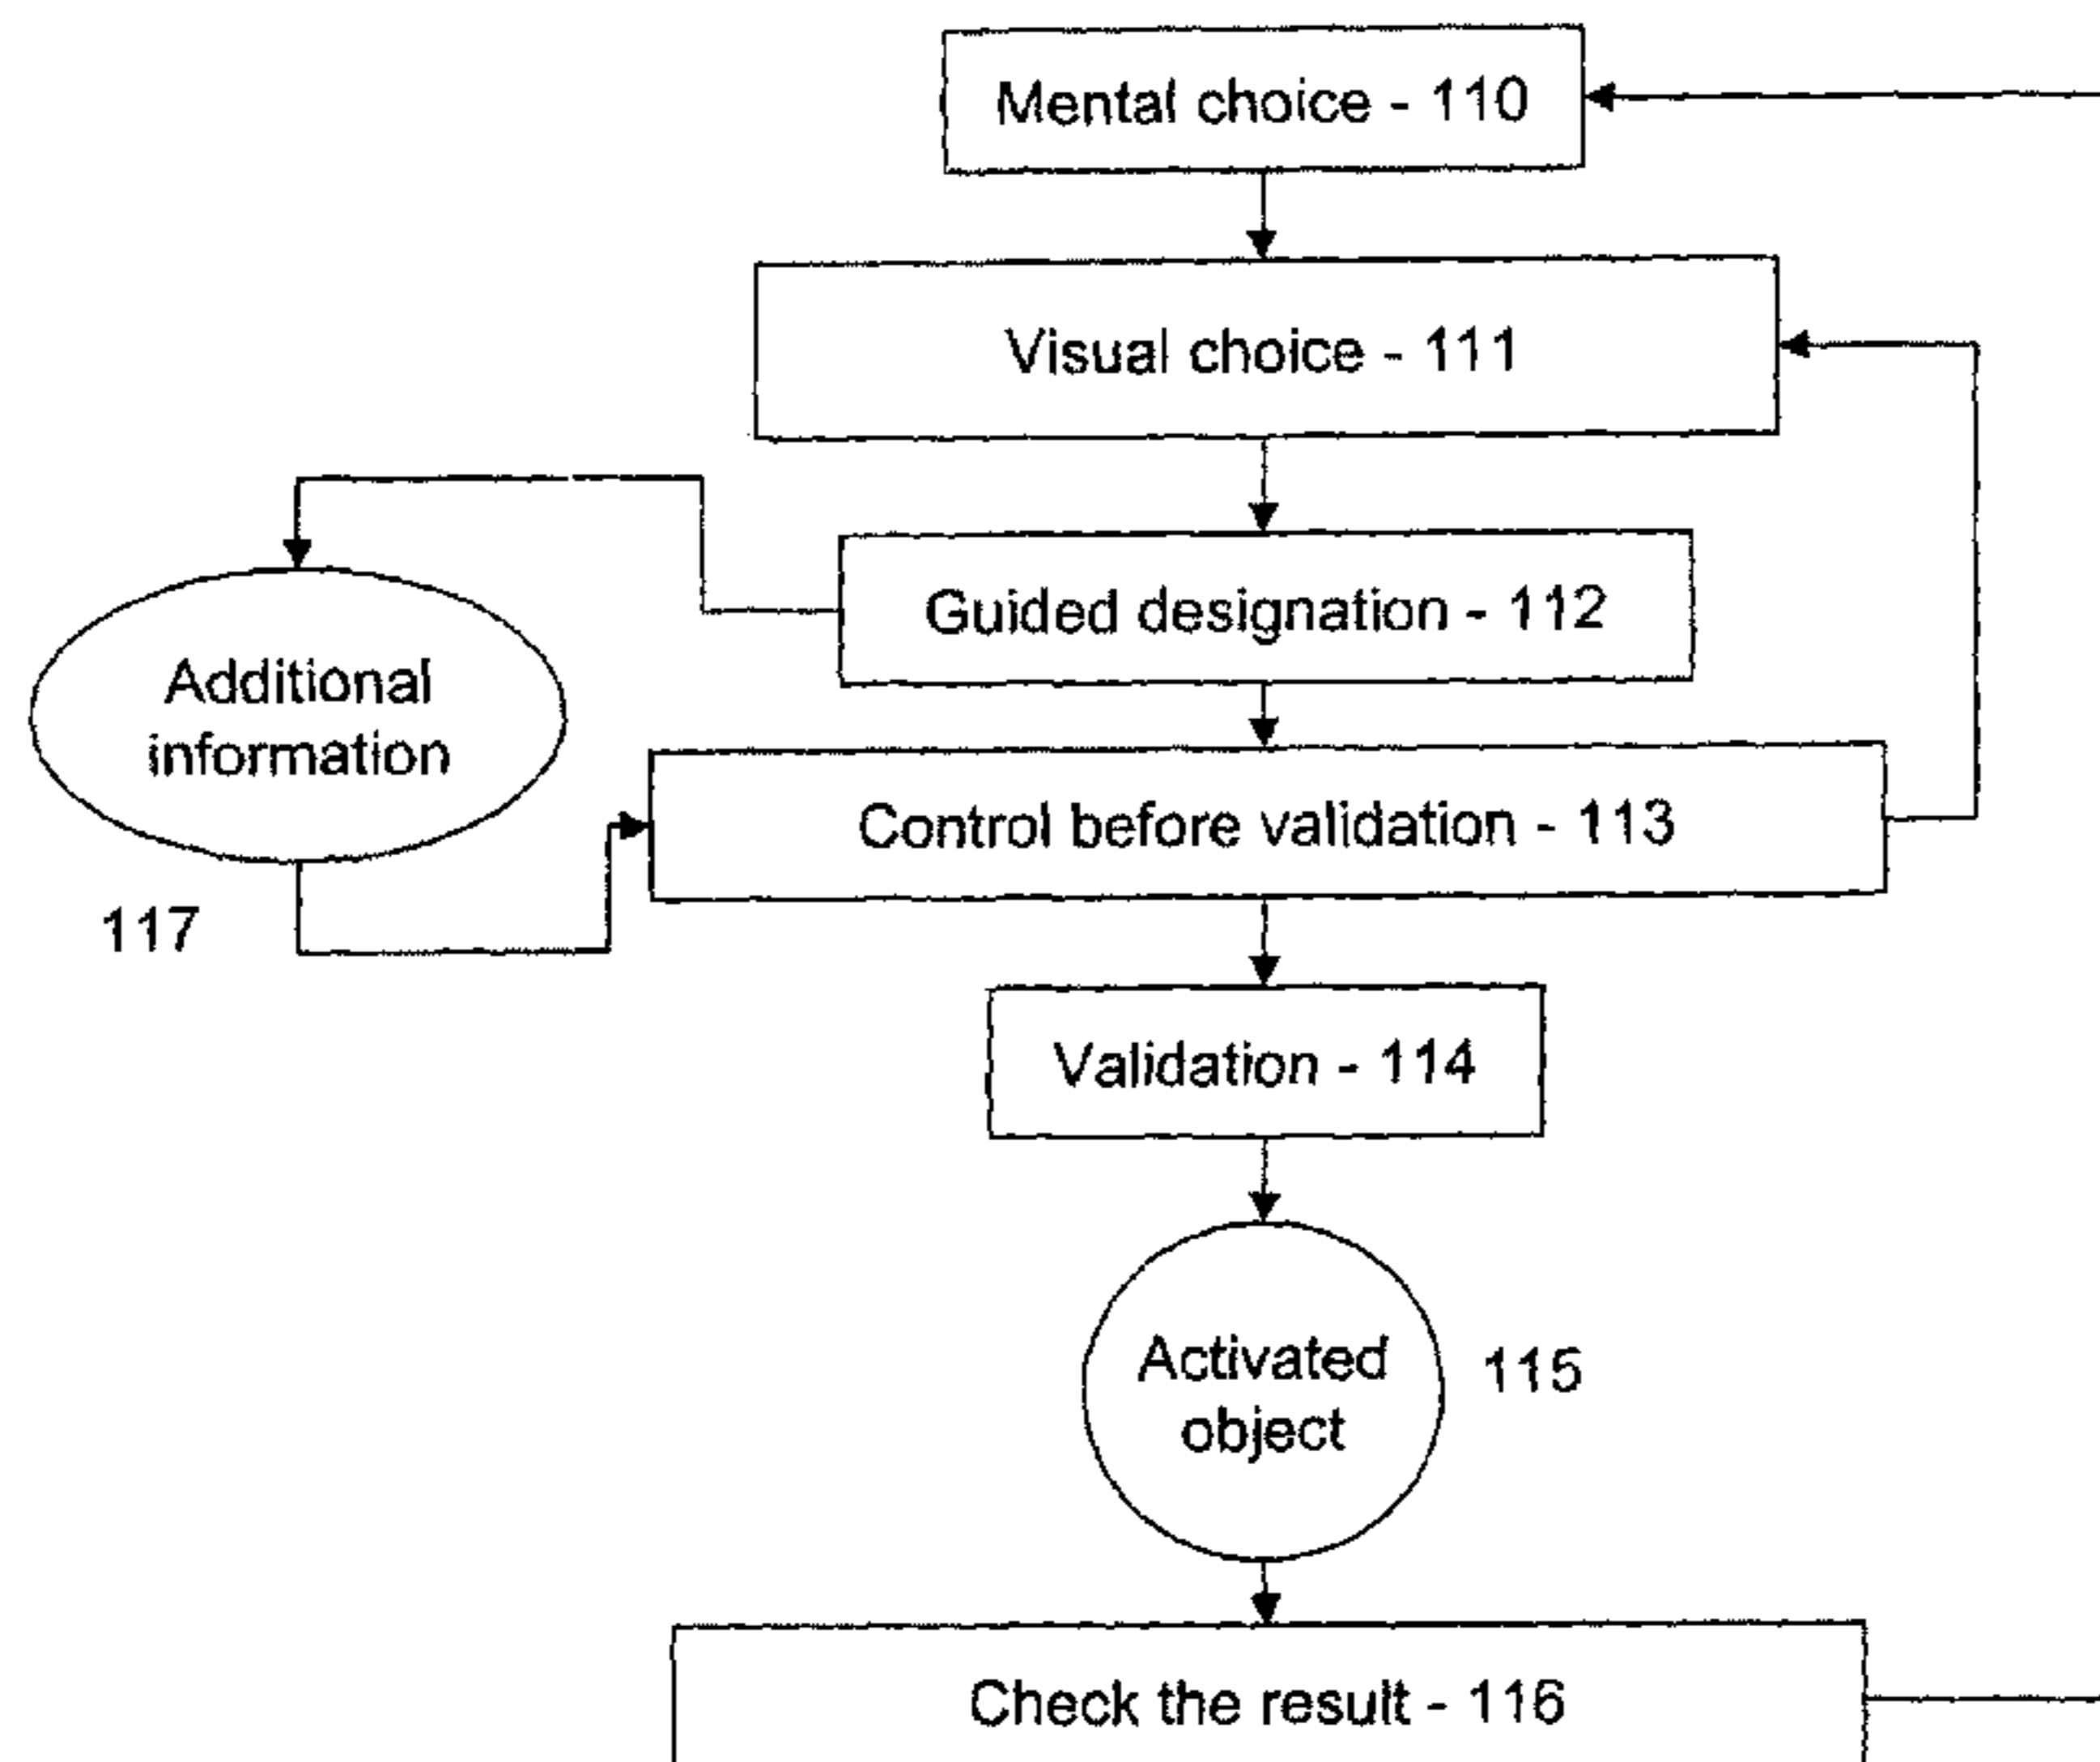 Mental choice - 110
Visual choice - 111
Guided designation - 112
Additional
information
117
Control before validation - 113
Validation - 114
Activated
object
115
Check the result - 116